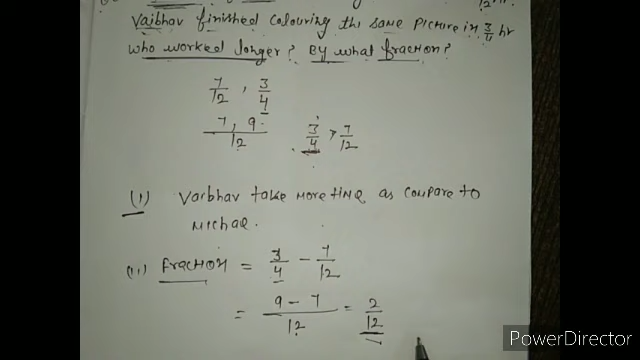 12
Vaibhav finished colouring the same picture in 3/4 hr
who worked longer? By what fraction?
7/12 , 3/4
7, 9 / 12
3/4 > 7/12
(i) Vaibhav take more time as compare to
Michael.
(ii) fraction = 3/4 - 7/12
= 9 - 7 / 12 = 2/12
PowerDirector